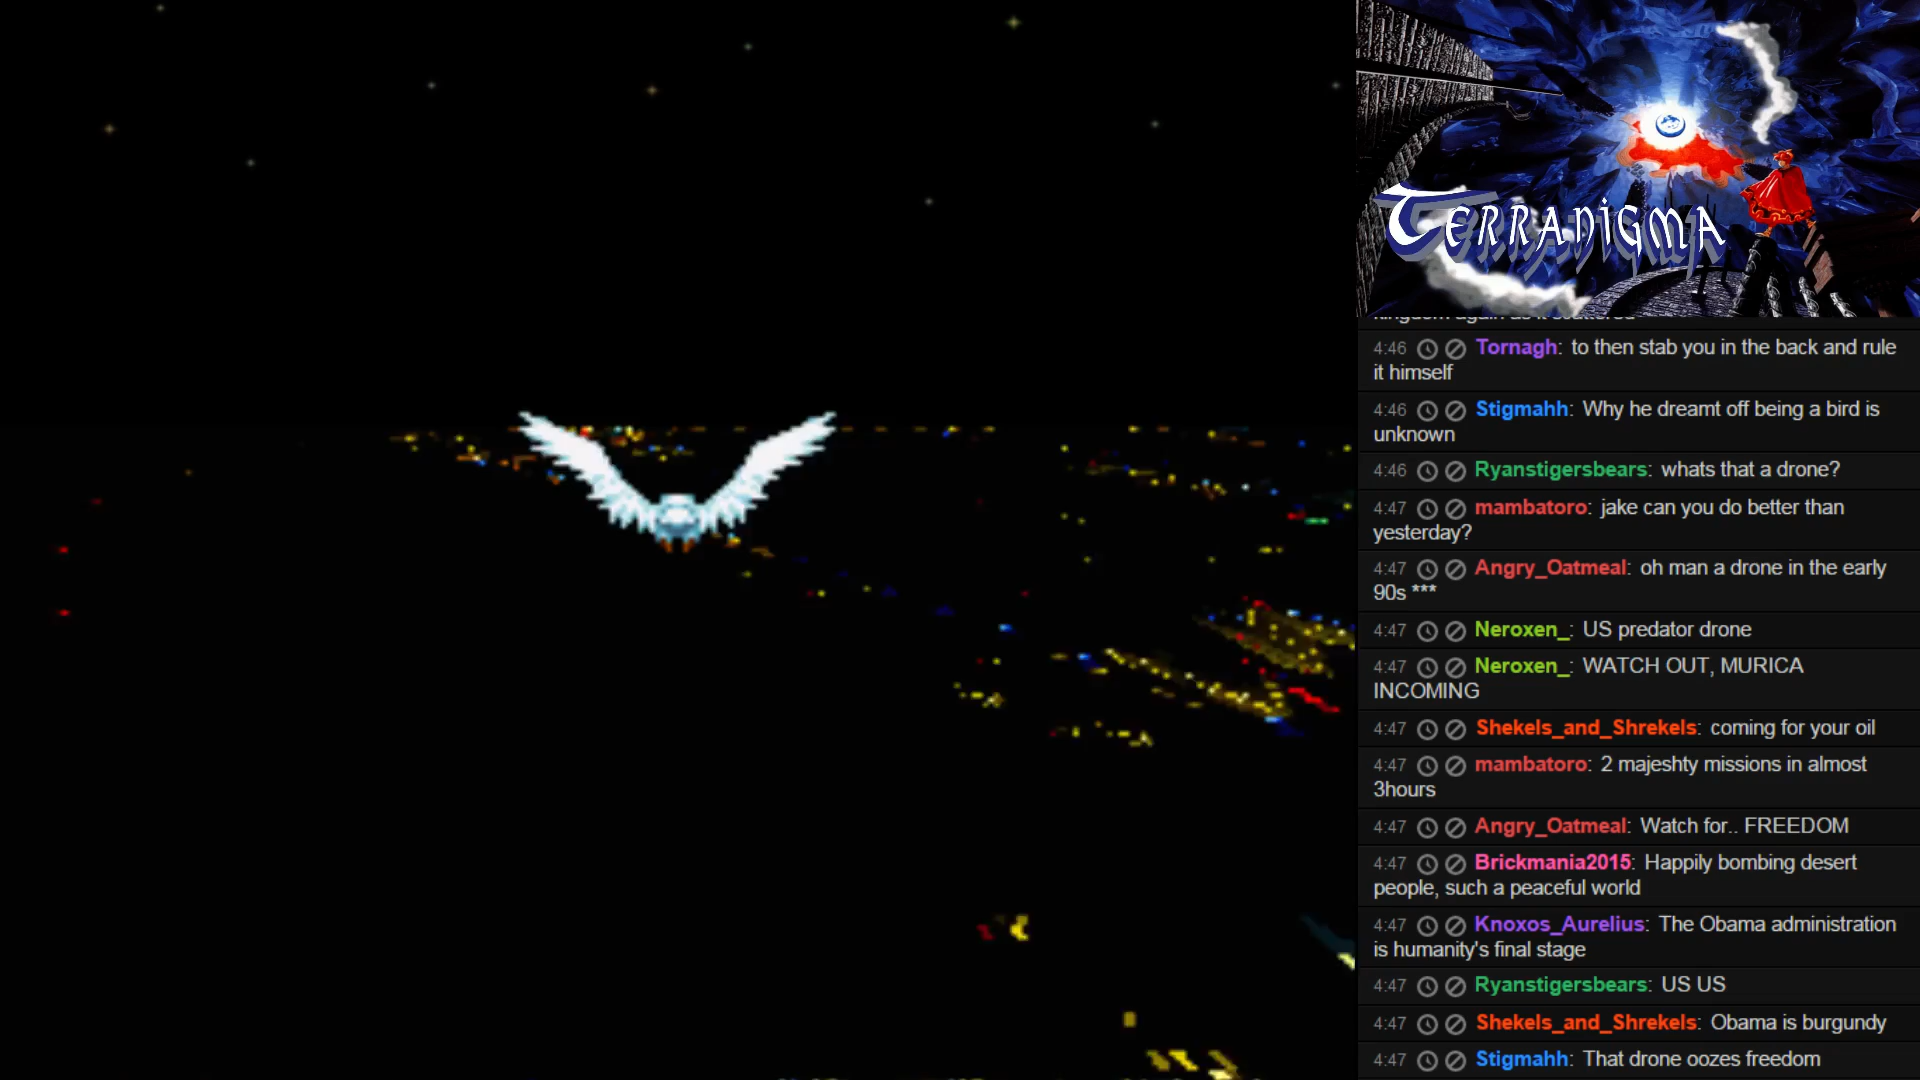 TERRANIGMA
kingdom again as it scattered
4:46 Tornagh: to then stab you in the back and rule
it himself
4:46 Stigmahh: Why he dreamt off being a bird is
unknown
4:46 Ryanstigersbears: whats that a drone?
4:47 mambatoro: jake can you do better than
yesterday?
4:47 Angry_Oatmeal: oh man a drone in the early
90s ***
4:47 Neroxen_: US predator drone
4:47 Neroxen_: WATCH OUT, MURICA
INCOMING
4:47 Shekels_and_Shrekels: coming for your oil
4:47 mambatoro: 2 majeshty missions in almost
3hours
4:47 Angry_Oatmeal: Watch for.. FREEDOM
4:47 Brickmania2015: Happily bombing desert
people, such a peaceful world
4:47 Knoxos_Aurelius: The Obama administration
is humanity's final stage
4:47 Ryanstigersbears: US US
4:47 Shekels_and_Shrekels: Obama is burgundy
4:47 Stigmahh: That drone oozes freedom